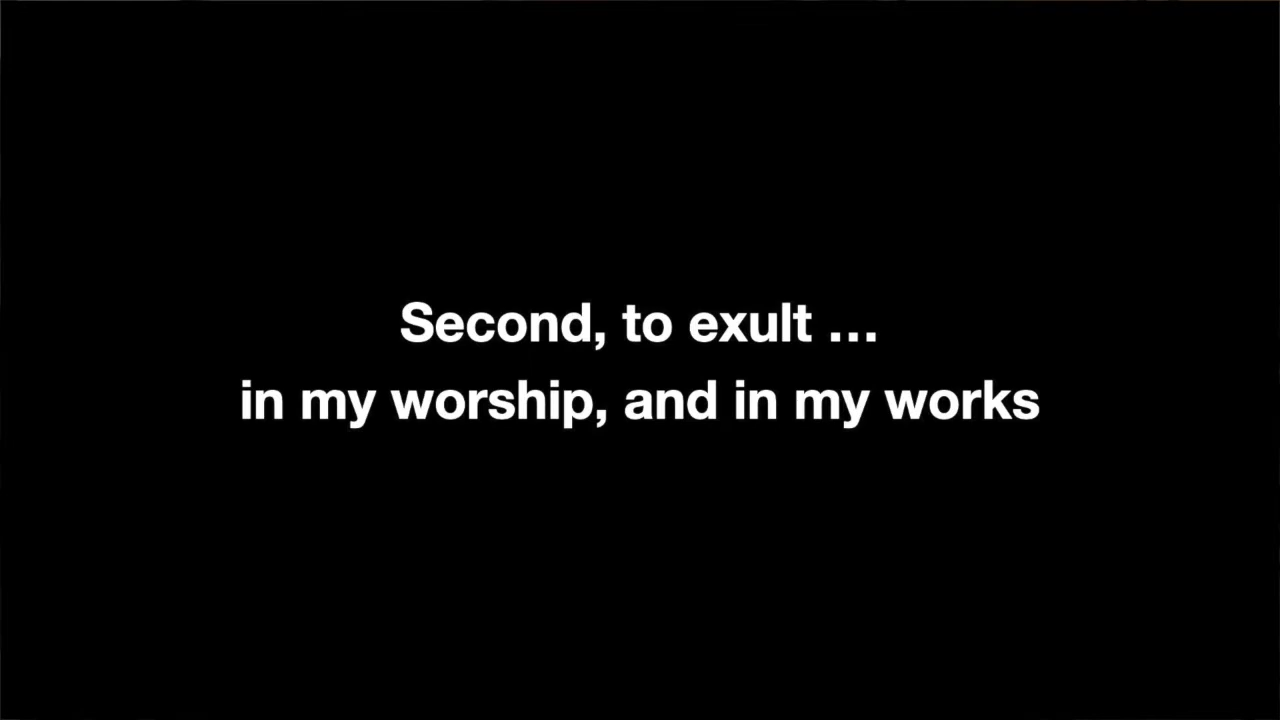 Second, to exult …
in my worship, and in my works